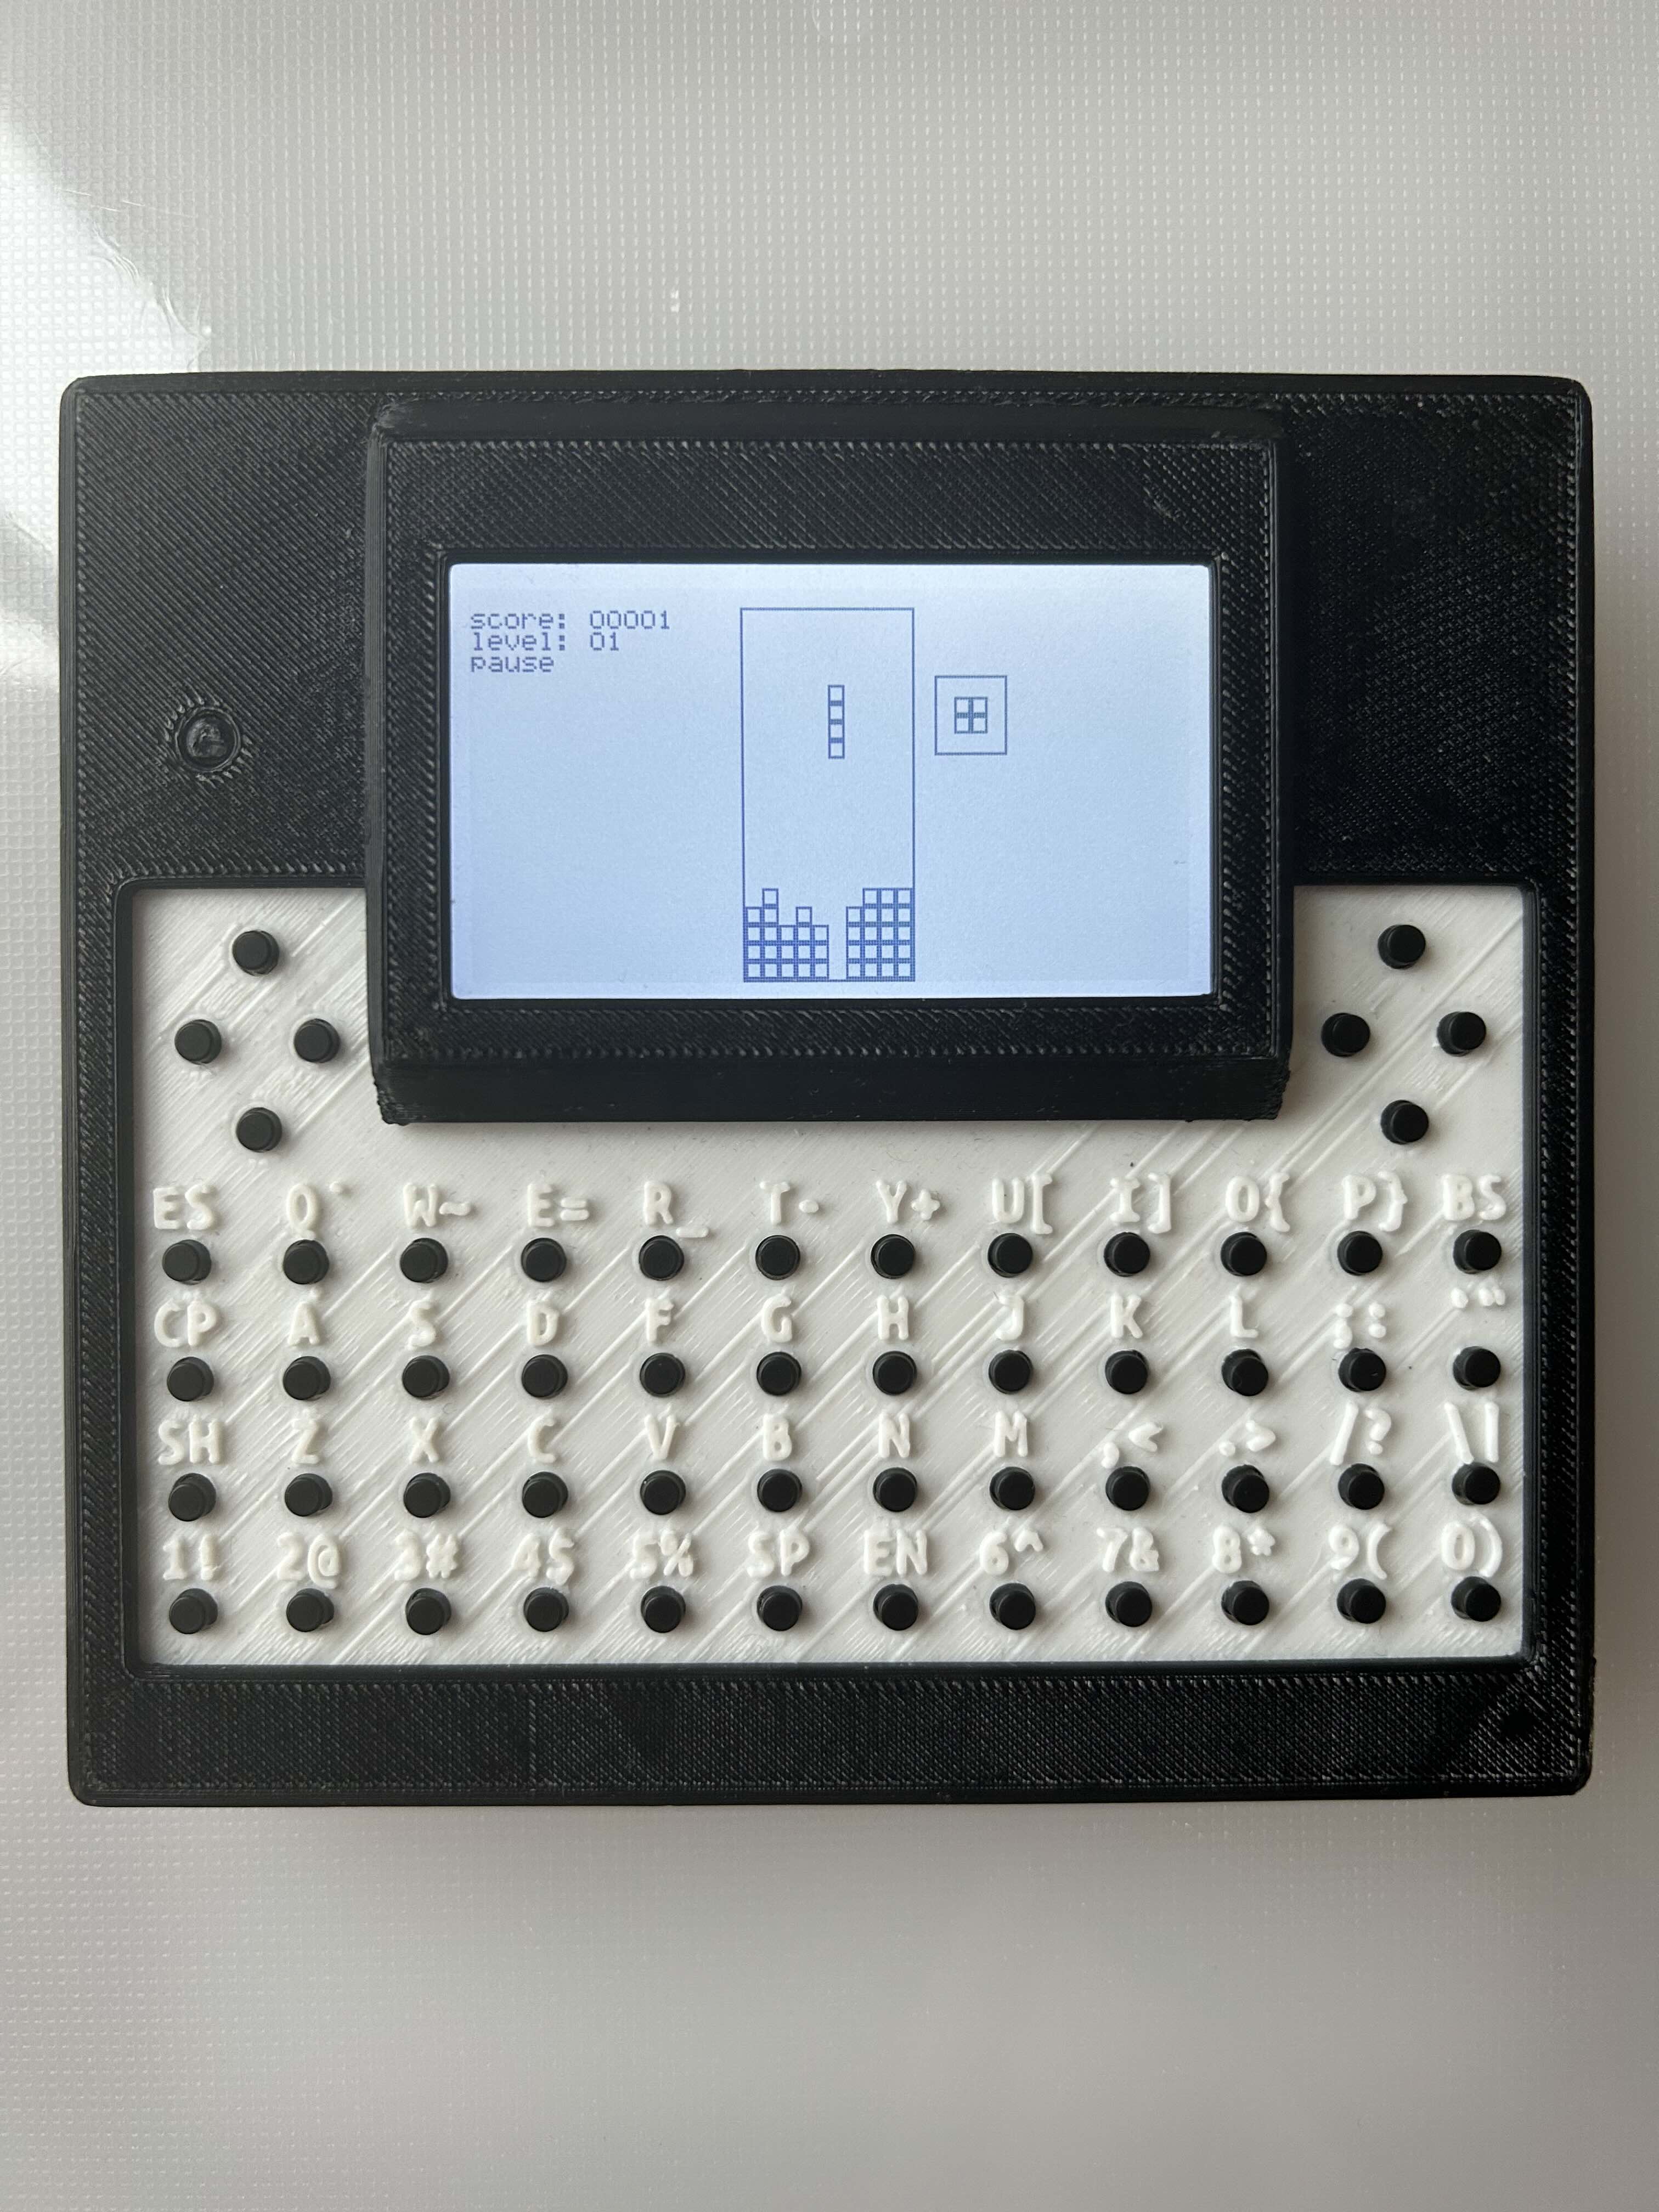 score: 00001
level: 01
pause
ES Q` W~ E= R_ T- Y+ U[ I] O{ P} BS
CP A S D F G H J K L ;: '"
SH Z X C V B N M ,< .> /? \|
1! 2@ 3# 4$ 5% SP EN 6^ 7& 8* 9( 0)